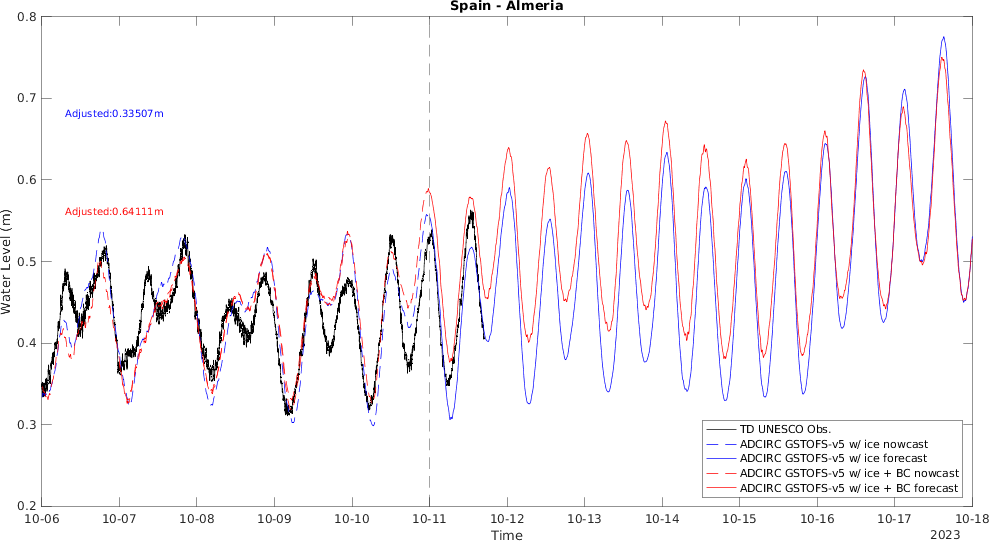 Spain - Almeria
0.8
0.7
0.6
0.5
0.4
0.3
0.2
Water Level (m)
Adjusted:0.33507m
Adjusted:0.64111m
TD UNESCO Obs.
ADCIRC GSTOFS-v5 w/ ice nowcast
ADCIRC GSTOFS-v5 w/ ice forecast
ADCIRC GSTOFS-v5 w/ ice + BC nowcast
ADCIRC GSTOFS-v5 w/ ice + BC forecast
10-06 10-07 10-08 10-09 10-10 10-11 10-12 10-13 10-14 10-15 10-16 10-17 10-18
Time
2023